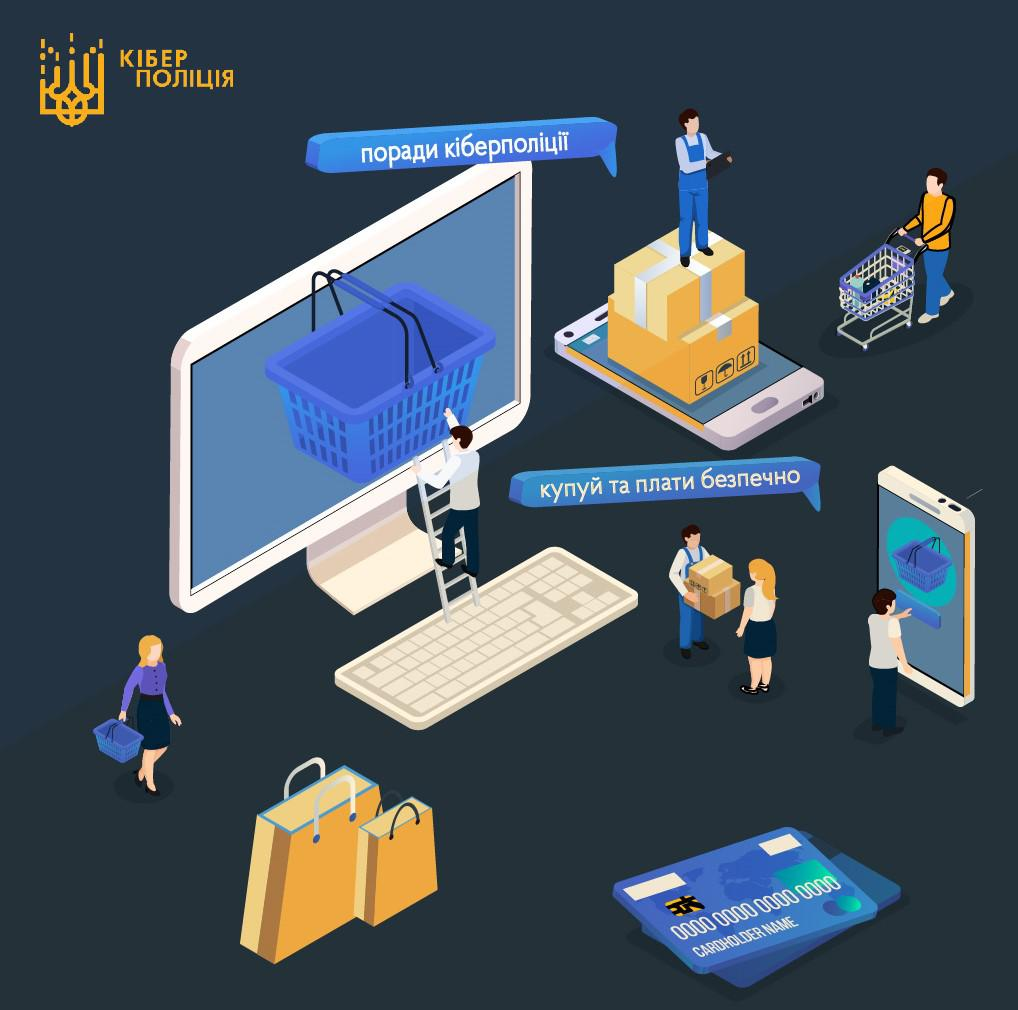 КІБЕР
ПОЛІЦІЯ
поради кіберполіції
купуй та плати безпечно
0000 0000 0000 0000
CARDHOLDER NAME